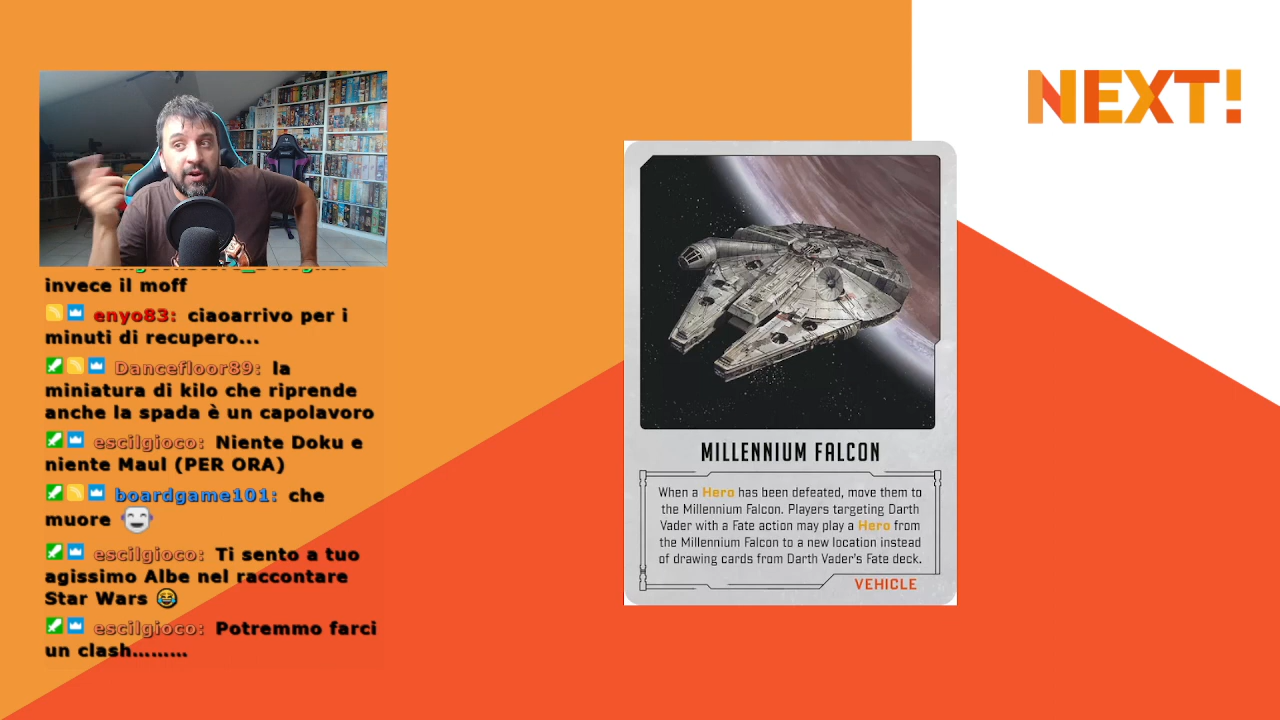 NEXT!
invece il moff
enyo83: ciaoarrivo per i
minuti di recupero...
Dancefloor89: la
miniatura di kilo che riprende
anche la spada è un capolavoro
escilgioco: Niente Doku e
niente Maul (PER ORA)
boardgame101: che
muore
escilgioco: Ti sento a tuo
agissimo Albe nel raccontare
Star Wars 😂
escilgioco: Potremmo farci
un clash.........
MILLENNIUM FALCON
When a Hero has been defeated, move them to
the Millennium Falcon. Players targeting Darth
Vader with a Fate action may play a Hero from
the Millennium Falcon to a new location instead
of drawing cards from Darth Vader's Fate deck.
VEHICLE